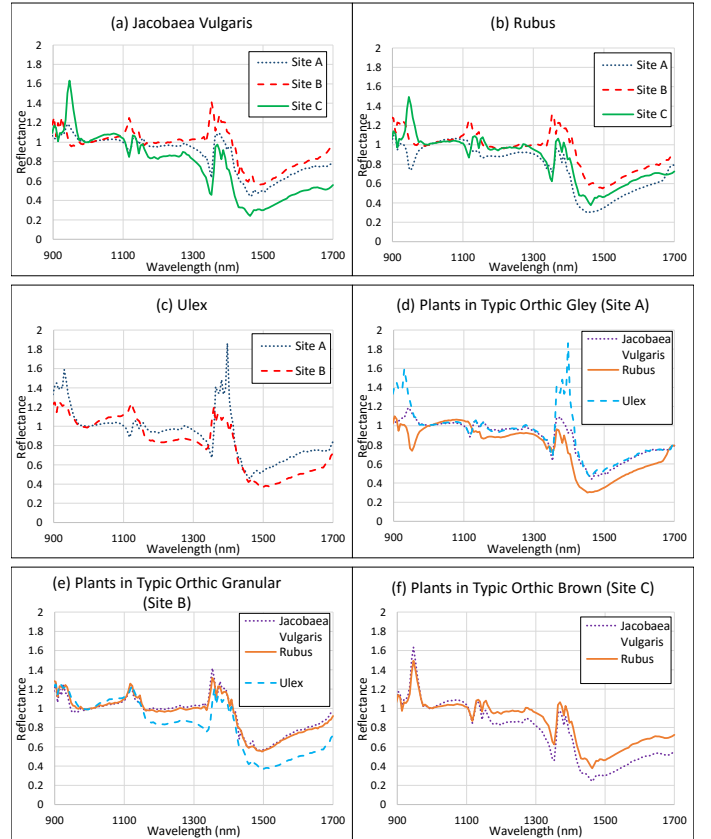 (a) Jacobaea Vulgaris
2
1.8
1.6
1.4
1.2
1
0.8
0.6
0.4
0.2
0
Reflectance
900 1100 1300 1500 1700
Wavelength (nm)
Site A
Site B
Site C
(b) Rubus
2
1.8
1.6
1.4
1.2
1
0.8
0.6
0.4
0.2
0
Reflectance
900 1100 1300 1500 1700
Wavelength (nm)
Site A
Site B
Site C
(c) Ulex
2
1.8
1.6
1.4
1.2
1
0.8
0.6
0.4
0.2
0
Reflectance
900 1100 1300 1500 1700
Wavelength (nm)
Site A
Site B
(d) Plants in Typic Orthic Gley (Site A)
2
1.8
1.6
1.4
1.2
1
0.8
0.6
0.4
0.2
0
Reflectance
900 1100 1300 1500 1700
Wavelength (nm)
Jacobaea
Vulgaris
Rubus
Ulex
(e) Plants in Typic Orthic Granular
(Site B)
2
1.8
1.6
1.4
1.2
1
0.8
0.6
0.4
0.2
0
Reflectance
900 1100 1300 1500 1700
Wavelength (nm)
Jacobaea
Vulgaris
Rubus
Ulex
(f) Plants in Typic Orthic Brown (Site C)
2
1.8
1.6
1.4
1.2
1
0.8
0.6
0.4
0.2
0
Reflectance
900 1100 1300 1500 1700
Wavelength (nm)
Jacobaea
Vulgaris
Rubus